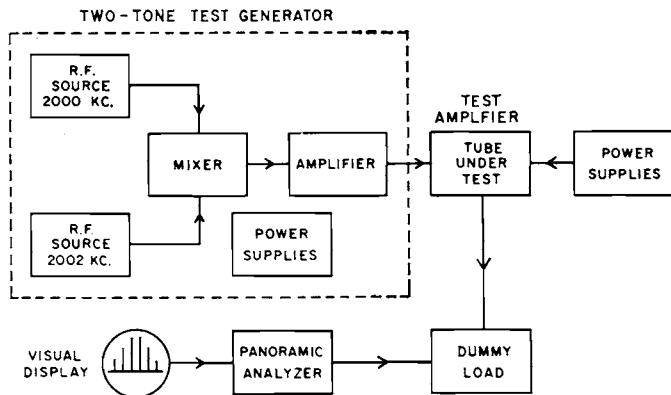 TWO-TONE TEST GENERATOR
R.F.
SOURCE
2000 KC.
MIXER
AMPLIFIER
R.F.
SOURCE
2002 KC.
POWER
SUPPLIES
TEST
AMPLFIER
TUBE
UNDER
TEST
POWER
SUPPLIES
VISUAL
DISPLAY
PANORAMIC
ANALYZER
DUMMY
LOAD